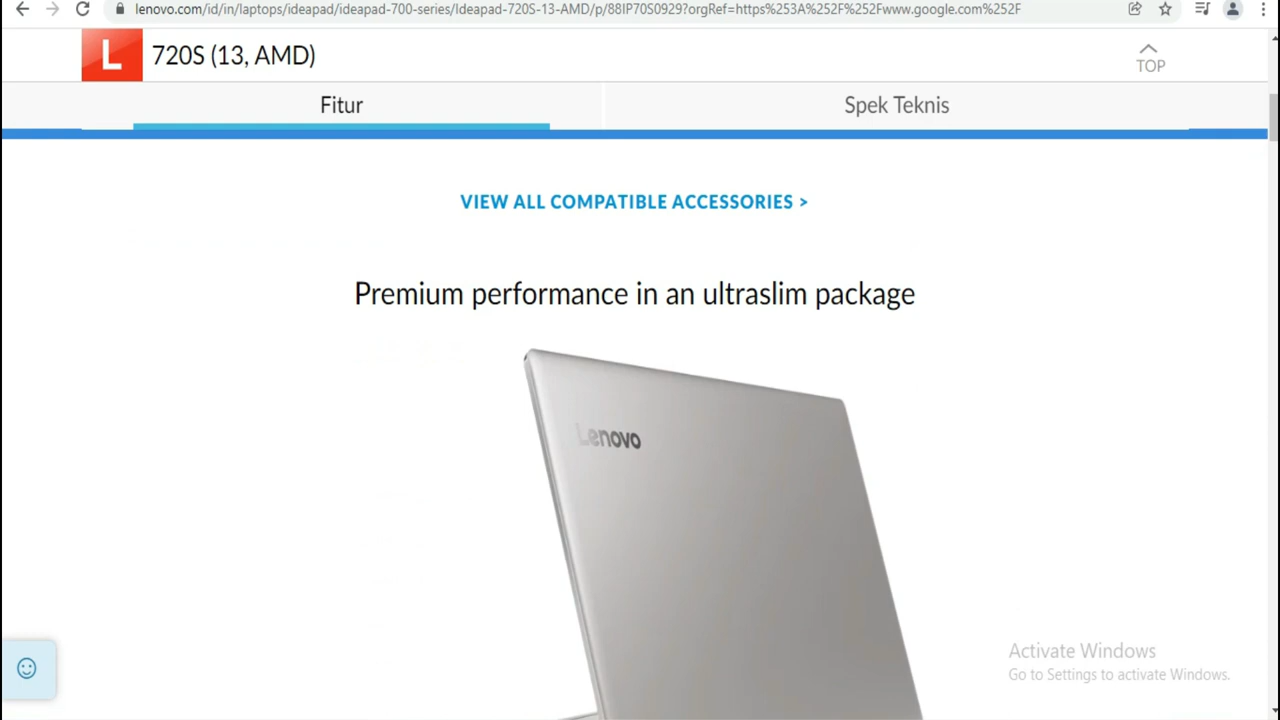 lenovo.com/id/in/laptops/ideapad/ideapad-700-series/Ideapad-720S-13-AMD/p/88IP70S0929?orgRef=https%253A%252F%252Fwww.google.com%252F
L 720S (13, AMD)
TOP
Fitur
Spek Teknis
VIEW ALL COMPATIBLE ACCESSORIES >
Premium performance in an ultraslim package
Lenovo
Activate Windows
Go to Settings to activate Windows.